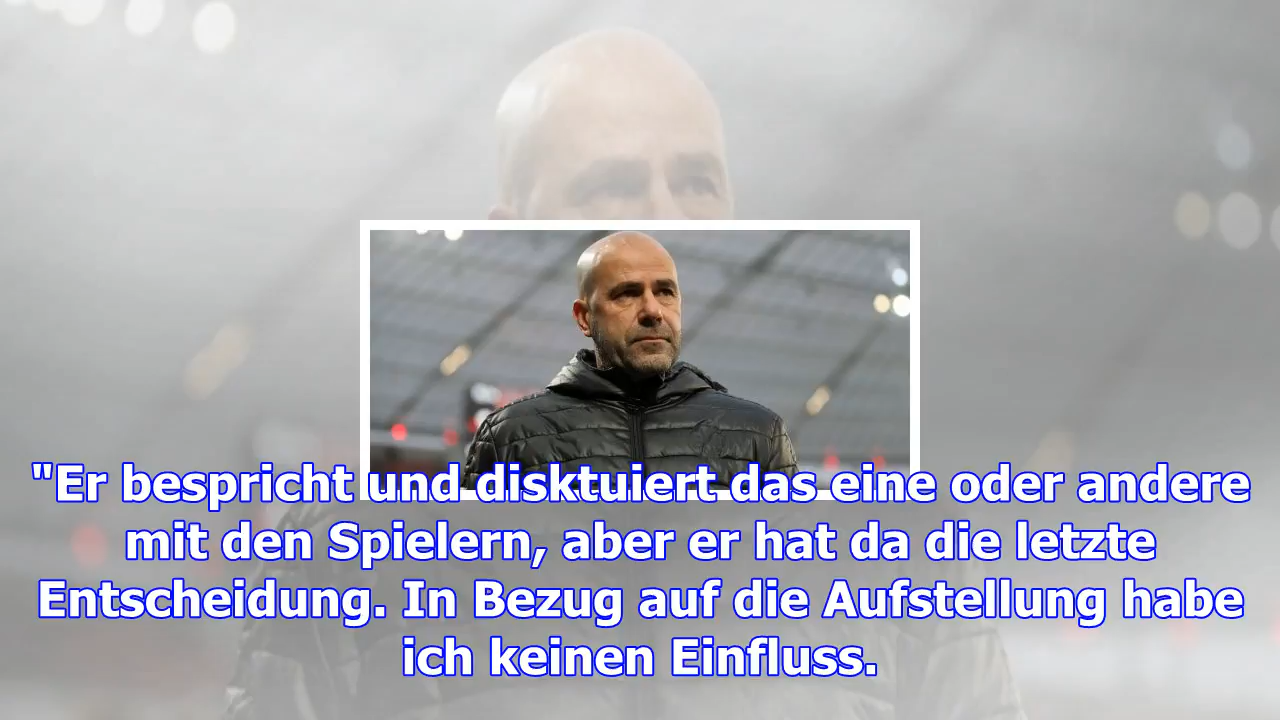 "Er bespricht und disktuiert das eine oder andere
mit den Spielern, aber er hat da die letzte
Entscheidung. In Bezug auf die Aufstellung habe
ich keinen Einfluss.